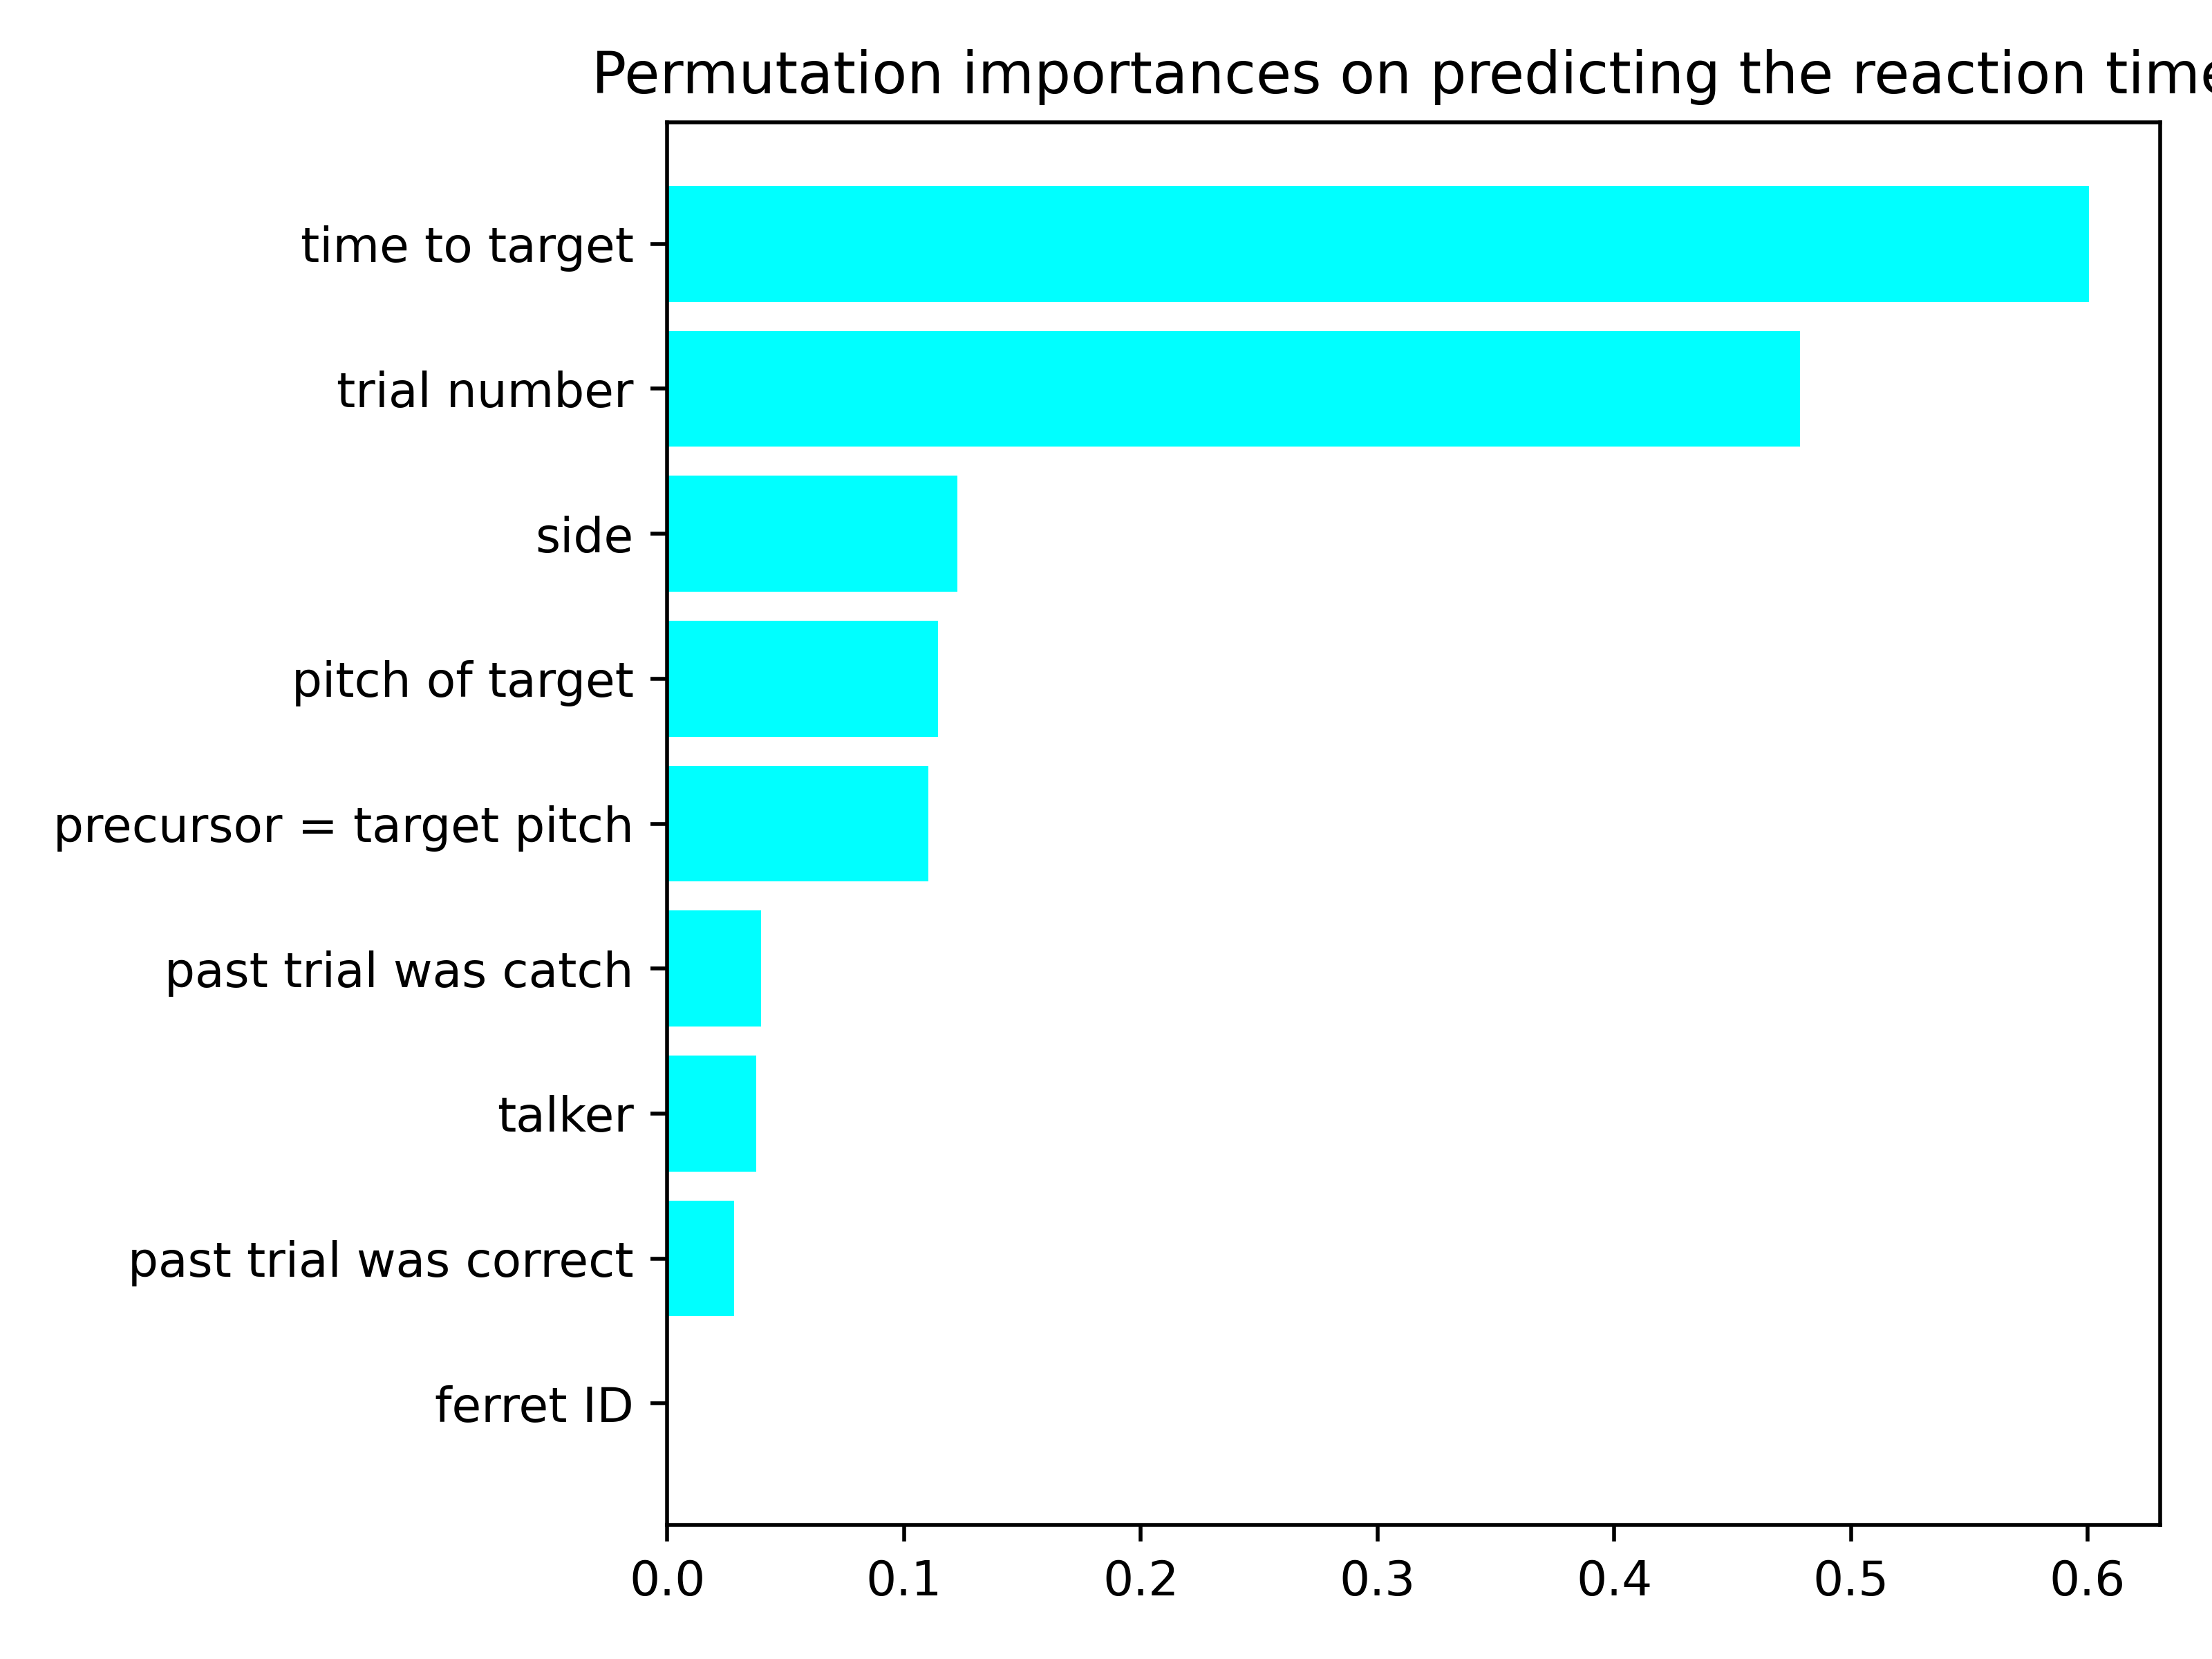 Permutation importances on predicting the reaction time
time to target
trial number
side
pitch of target
precursor = target pitch
past trial was catch
talker
past trial was correct
ferret ID
0.0 0.1 0.2 0.3 0.4 0.5 0.6